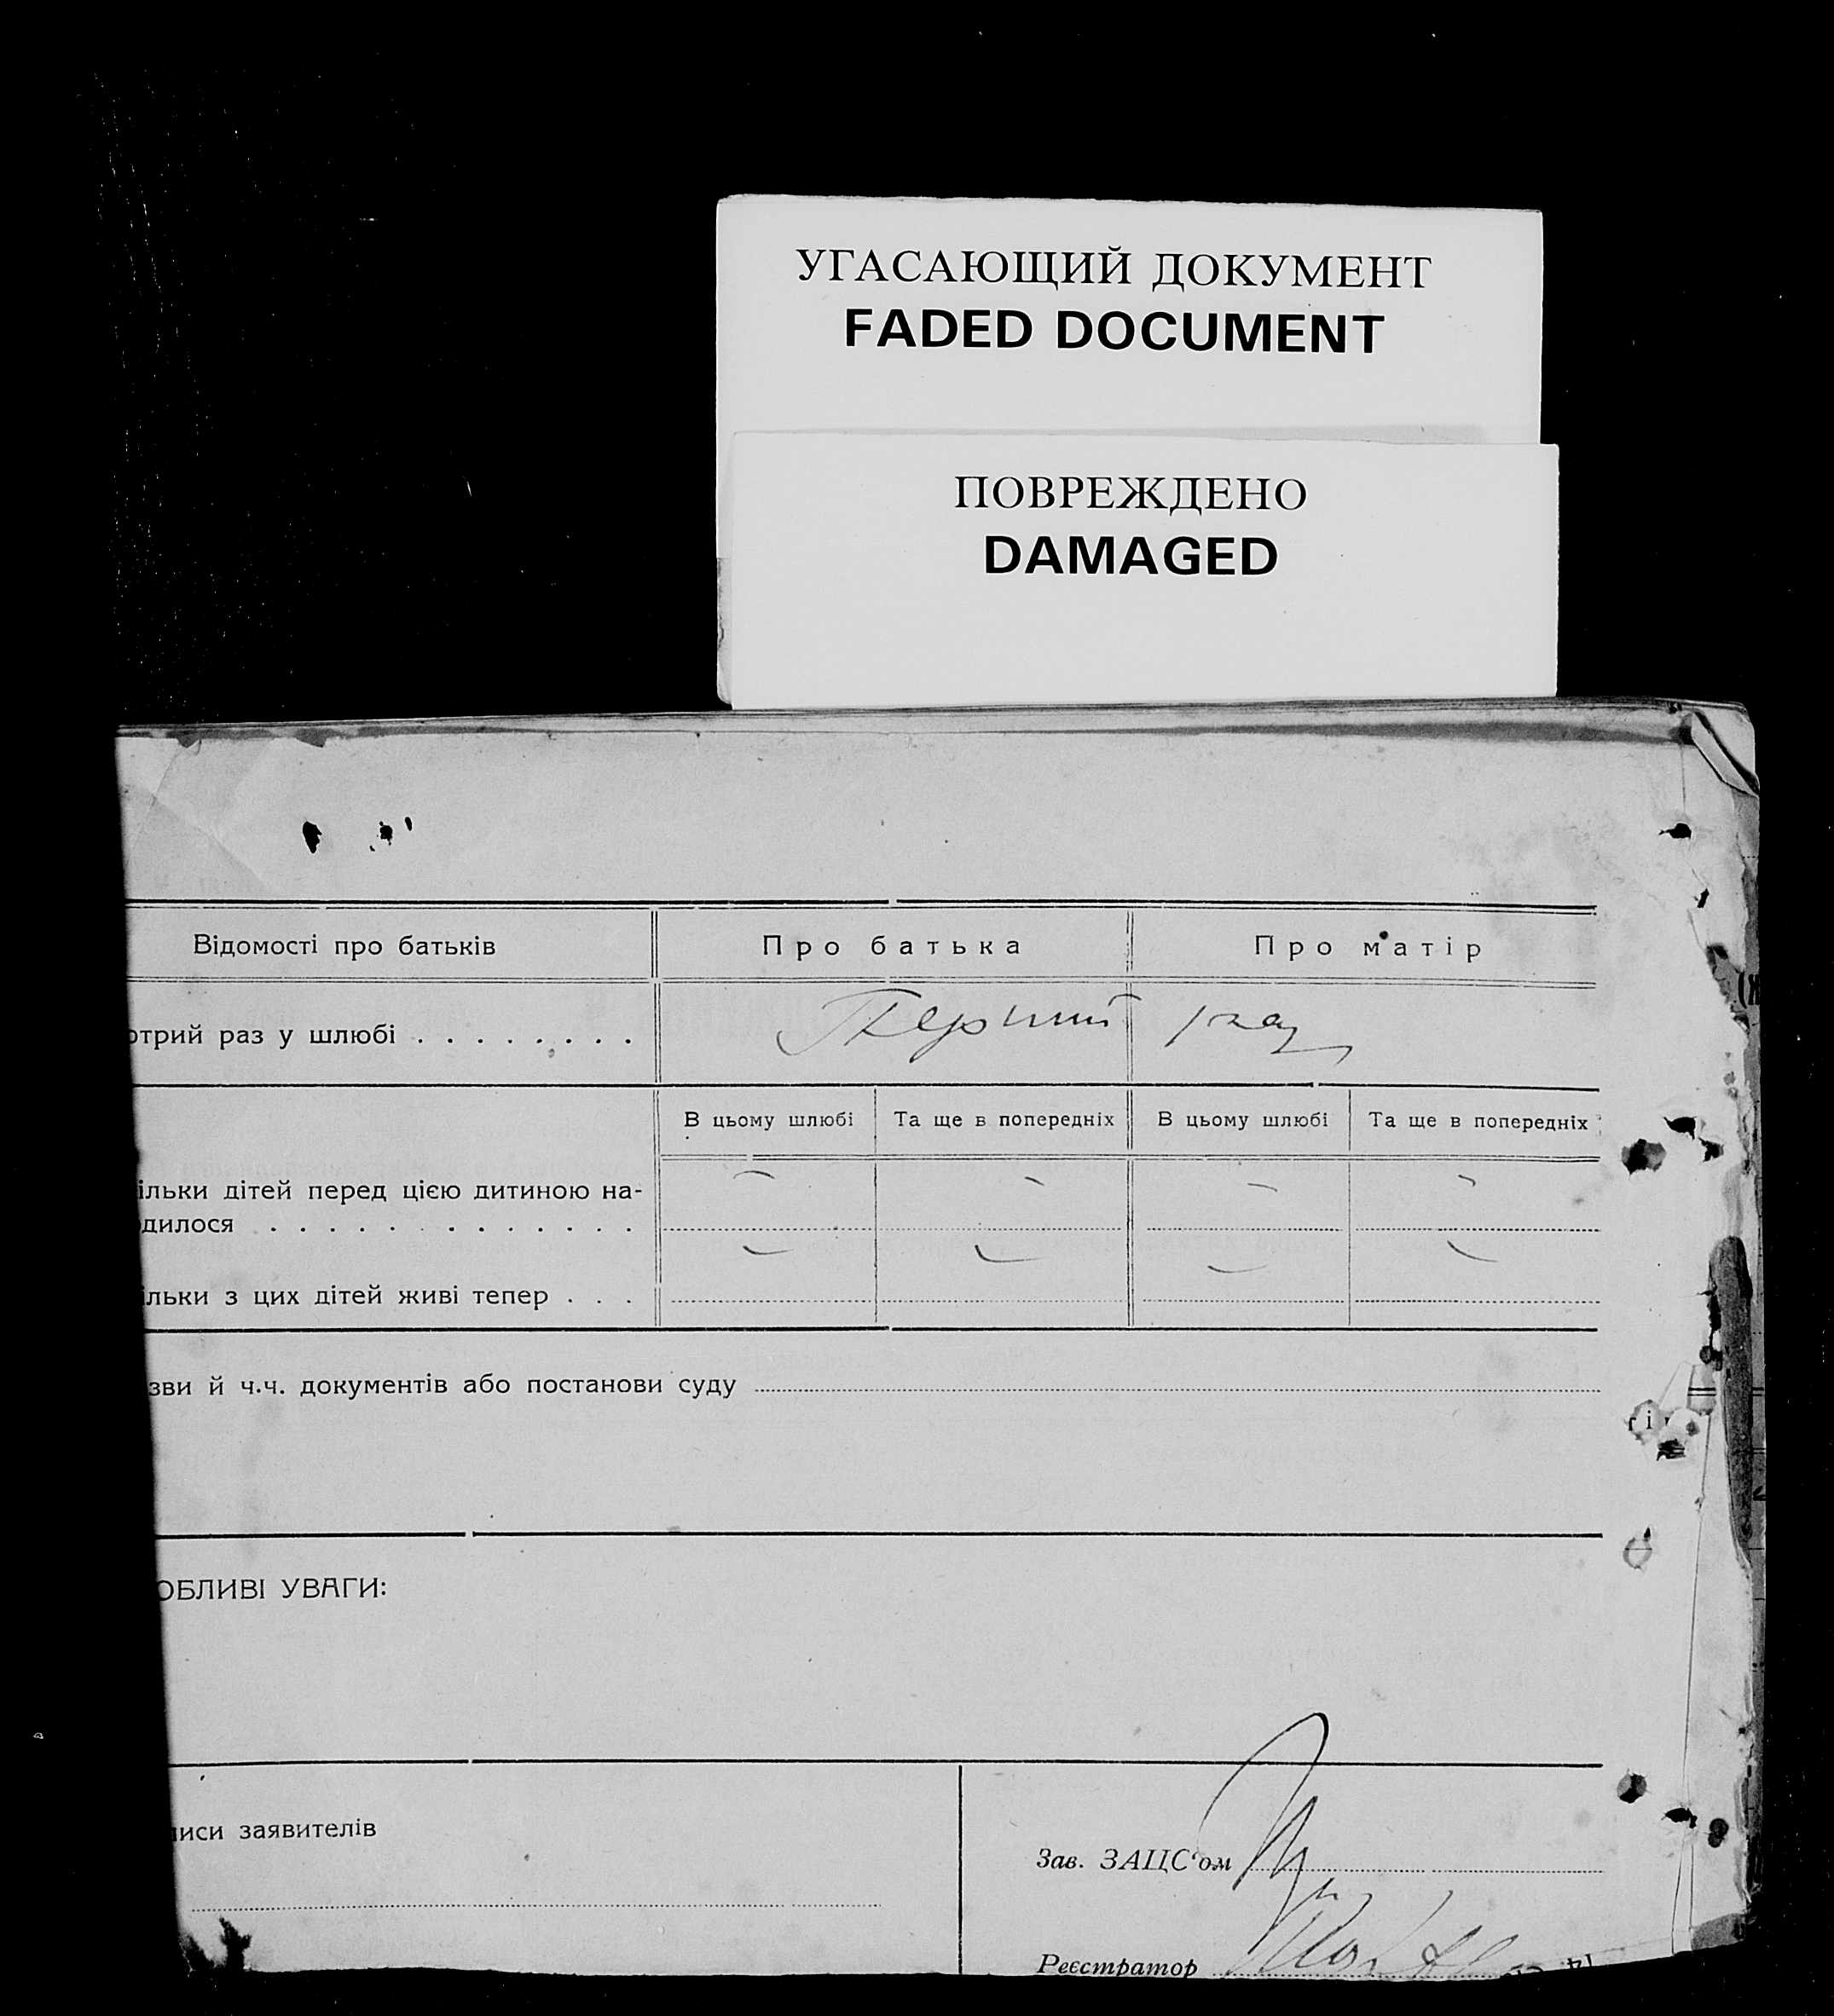 УГАСАЮЩИЙ ДОКУМЕНТ
FADED DOCUMENT
ПОВРЕЖДЕНО
DAMAGED
Відомості про батьків Про батька Про матір
отрий раз у шлюбі . . . . . . . . Перший раз
В цьому шлюбі Та ще в попередніх В цьому шлюбі Та ще в попередніх
ільки дітей перед цією дитиною на-
дилося . . . . . . . . . . . . .
ільки з цих дітей живі тепер . . .
зви й ч.ч. документів або постанови суду
ОБЛИВІ УВАГИ:
иси заявителів
Зав. ЗАЦС'ом
Реєстратор